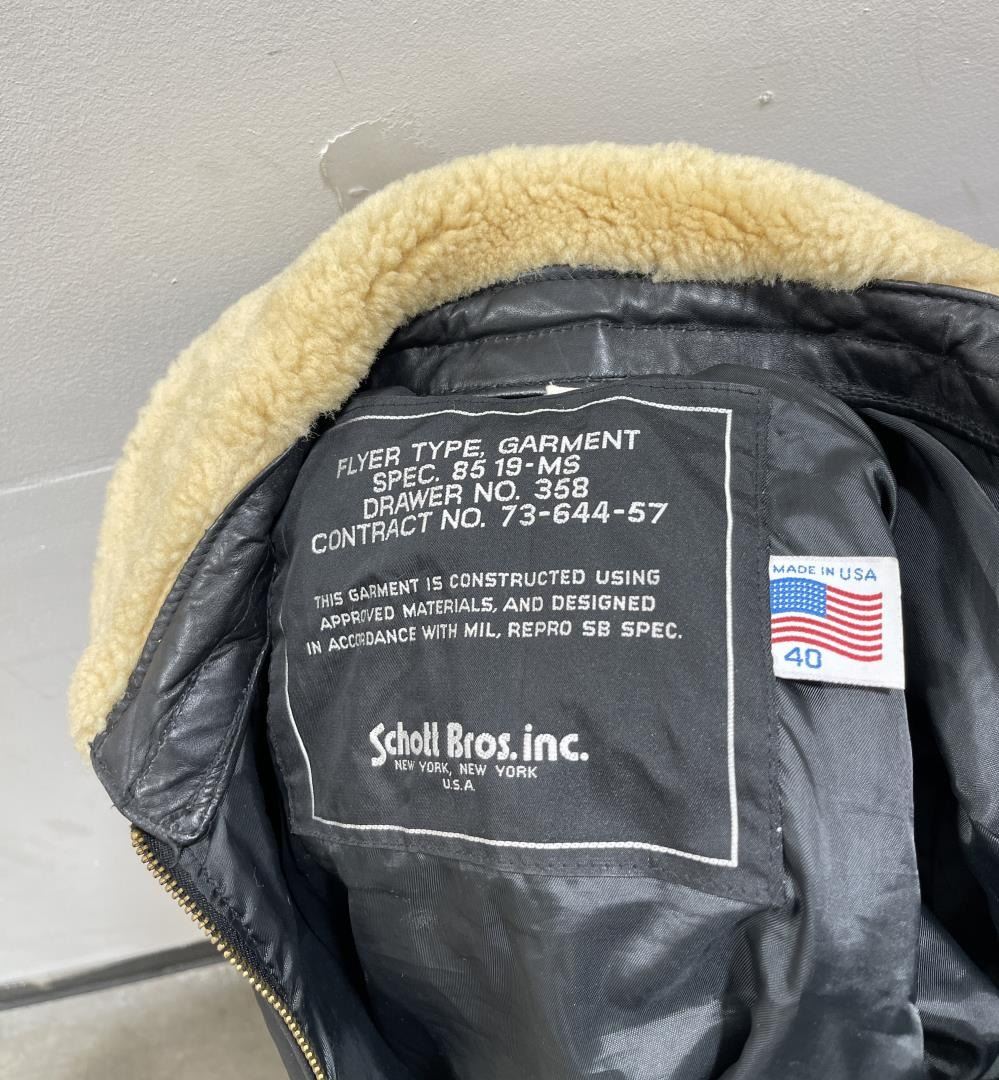 FLYER TYPE, GARMENT
SPEC. 85 19-MS
DRAWER NO. 358
CONTRACT NO. 73-644-57
THIS GARMENT IS CONSTRUCTED USING
APPROVED MATERIALS, AND DESIGNED
IN ACCORDANCE WITH MIL, REPRO SB SPEC.
Schott Bros. inc.
NEW YORK, NEW YORK
U.S.A
MADE IN USA
40